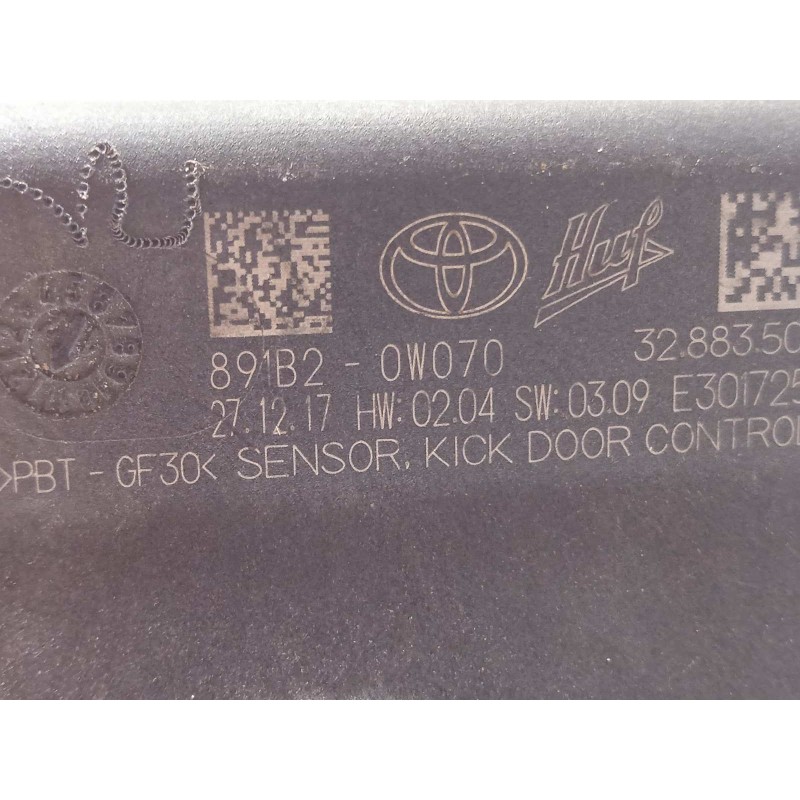 Huf
891B2 - 0W070
32.883.50
27.12.17 HW: 02.04 SW: 03.09 E301725
>PBT - GF30< SENSOR, KICK DOOR CONTROL